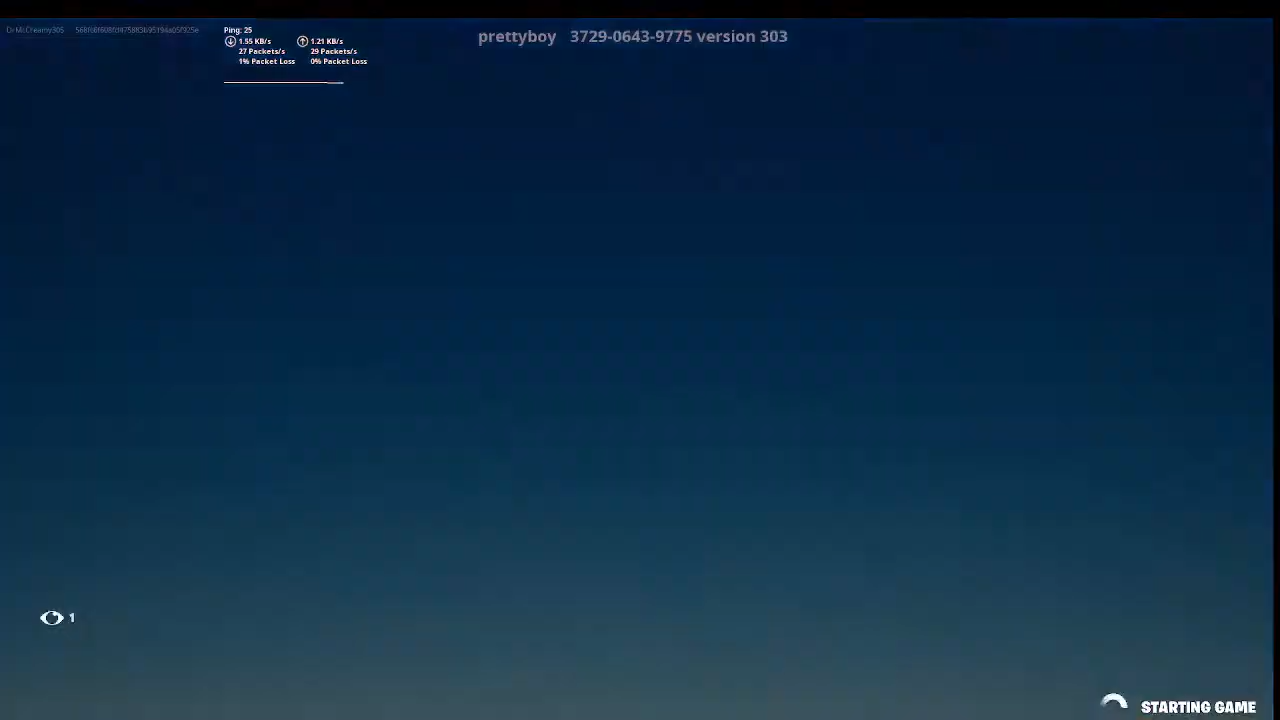 DrMcCreamy305
Ping: 25
prettyboy 3729-0643-9775 version 303
1.55 KB/s 1.21 KB/s
27 Packets/s 29 Packets/s
1% Packet Loss 0% Packet Loss
1
STARTING GAME